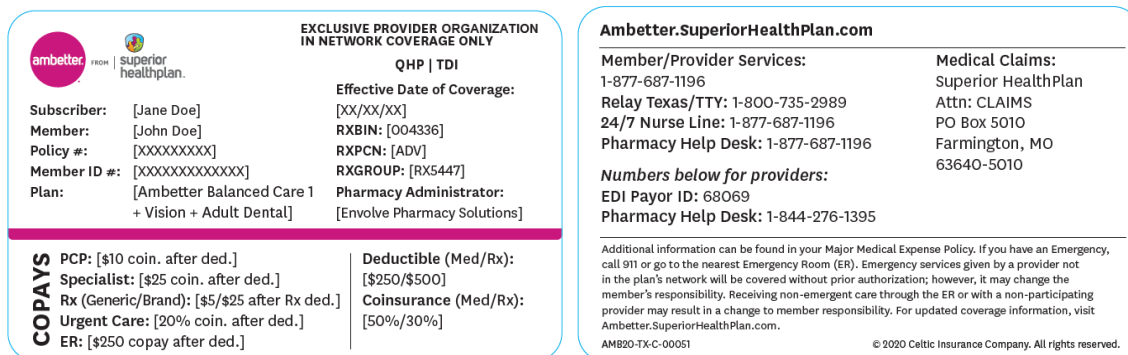 EXCLUSIVE PROVIDER ORGANIZATION
IN NETWORK COVERAGE ONLY
ambetter.
FROM
superior
healthplan.
QHP | TDI
Subscriber: [Jane Doe]
Member: [John Doe]
Policy #: [XXXXXXXXX]
Member ID #: [XXXXXXXXXXXXX]
Plan: [Ambetter Balanced Care 1
+ Vision + Adult Dental]
Effective Date of Coverage:
[XX/XX/XX]
RXBIN: [004336]
RXPCN: [ADV]
RXGROUP: [RX5447]
Pharmacy Administrator:
[Envolve Pharmacy Solutions]
COPAYS
PCP: [$10 coin. after ded.]
Specialist: [$25 coin. after ded.]
Rx (Generic/Brand): [$5/$25 after Rx ded.]
Urgent Care: [20% coin. after ded.]
ER: [$250 copay after ded.]
Deductible (Med/Rx):
[$250/$500]
Coinsurance (Med/Rx):
[50%/30%]
Ambetter.SuperiorHealthPlan.com
Member/Provider Services:
1-877-687-1196
Relay Texas/TTY: 1-800-735-2989
24/7 Nurse Line: 1-877-687-1196
Pharmacy Help Desk: 1-877-687-1196
Numbers below for providers:
EDI Payor ID: 68069
Pharmacy Help Desk: 1-844-276-1395
Medical Claims:
Superior HealthPlan
Attn: CLAIMS
PO Box 5010
Farmington, MO
63640-5010
Additional information can be found in your Major Medical Expense Policy. If you have an Emergency,
call 911 or go to the nearest Emergency Room (ER). Emergency services given by a provider not
in the plan's network will be covered without prior authorization; however, it may change the
member's responsibility. Receiving non-emergent care through the ER or with a non-participating
provider may result in a change to member responsibility. For updated coverage information, visit
Ambetter.SuperiorHealthPlan.com.
AMB20-TX-C-00051
© 2020 Celtic Insurance Company. All rights reserved.